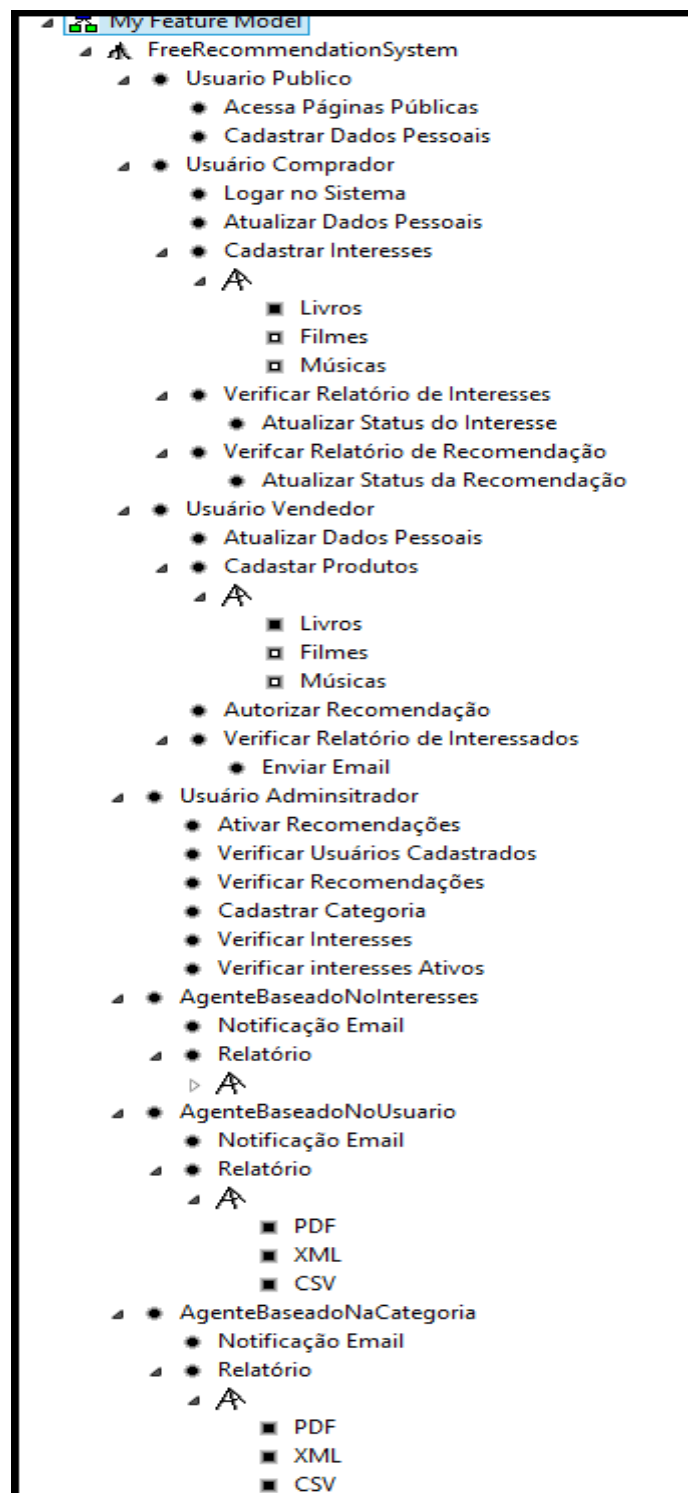 My Feature Model
FreeRecommendationSystem
Usuario Publico
Acessa Páginas Públicas
Cadastrar Dados Pessoais
Usuário Comprador
Logar no Sistema
Atualizar Dados Pessoais
Cadastrar Interesses
Livros
Filmes
Músicas
Verificar Relatório de Interesses
Atualizar Status do Interesse
Verifcar Relatório de Recomendação
Atualizar Status da Recomendação
Usuário Vendedor
Atualizar Dados Pessoais
Cadastar Produtos
Livros
Filmes
Músicas
Autorizar Recomendação
Verificar Relatório de Interessados
Enviar Email
Usuário Adminsitrador
Ativar Recomendações
Verificar Usuários Cadastrados
Verificar Recomendações
Cadastrar Categoria
Verificar Interesses
Verificar interesses Ativos
AgenteBaseadoNoInteresses
Notificação Email
Relatório
AgenteBaseadoNoUsuario
Notificação Email
Relatório
PDF
XML
CSV
AgenteBaseadoNaCategoria
Notificação Email
Relatório
PDF
XML
CSV